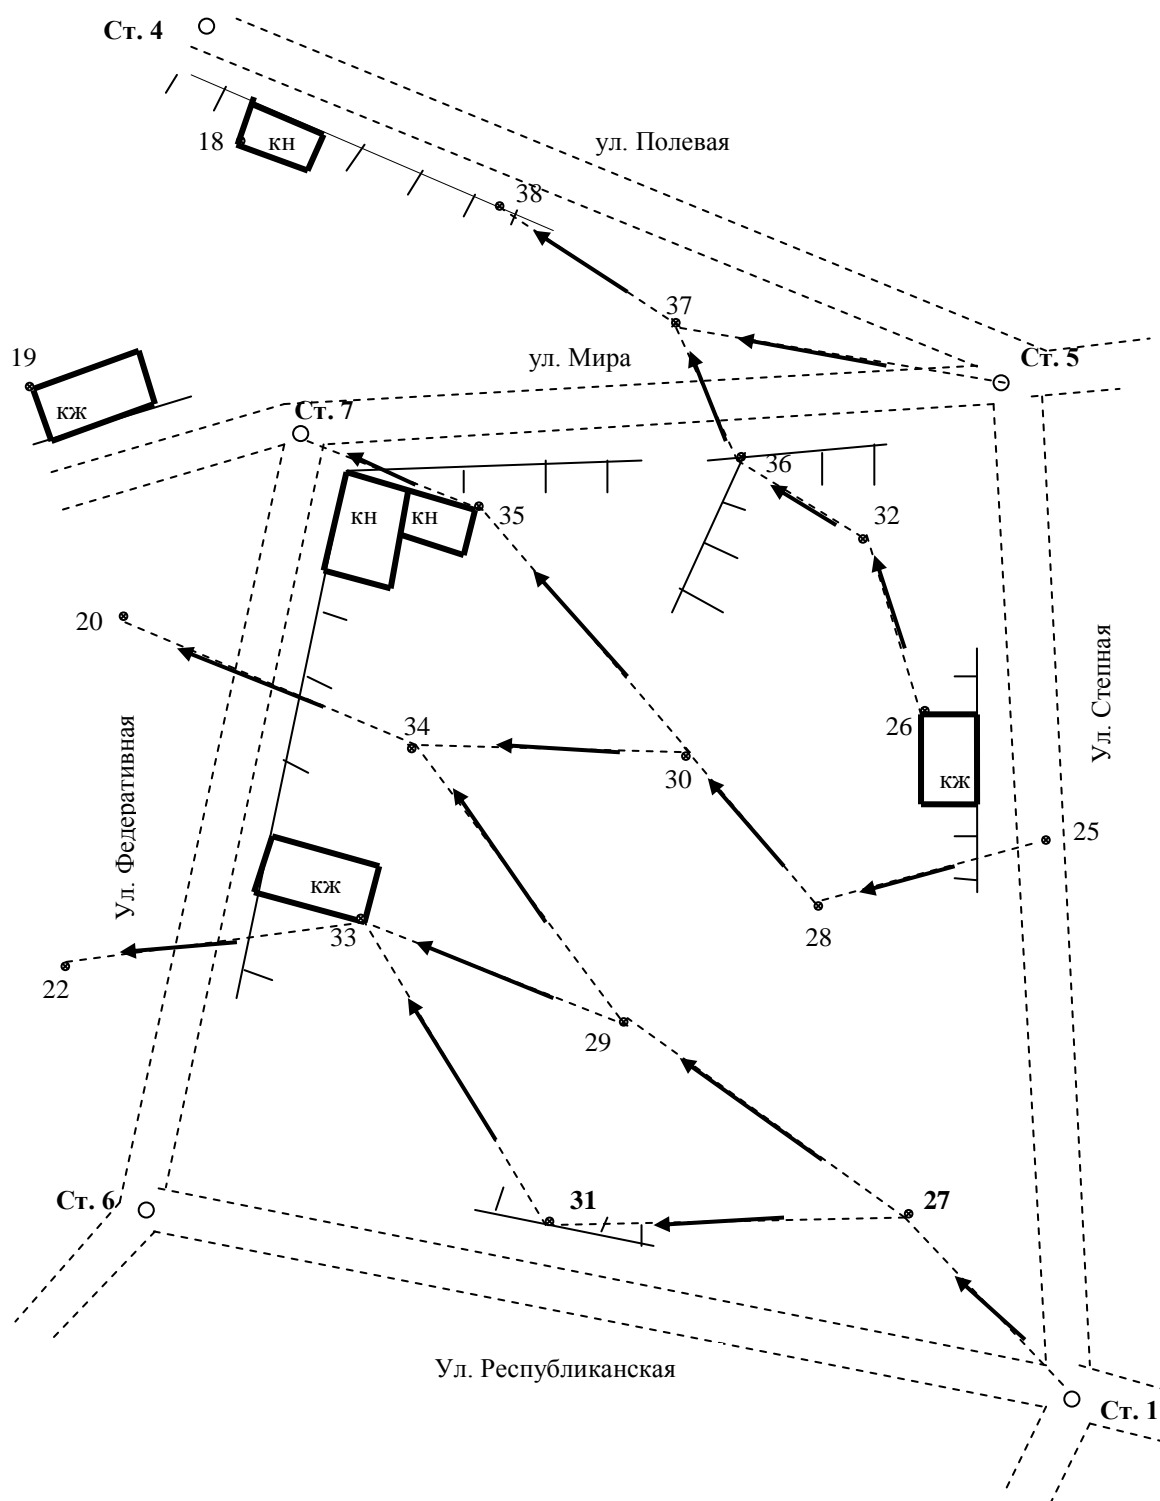 Ст. 4
18
кн
ул. Полевая
38
37
19
кж
ул. Мира
Ст. 5
Ст. 7
36
кн
кн
35
32
20
Ул. Степная
34
26
30
кж
Ул. Федеративная
25
кж
33
28
22
29
Ст. 6
31
27
Ул. Республиканская
Ст. 1